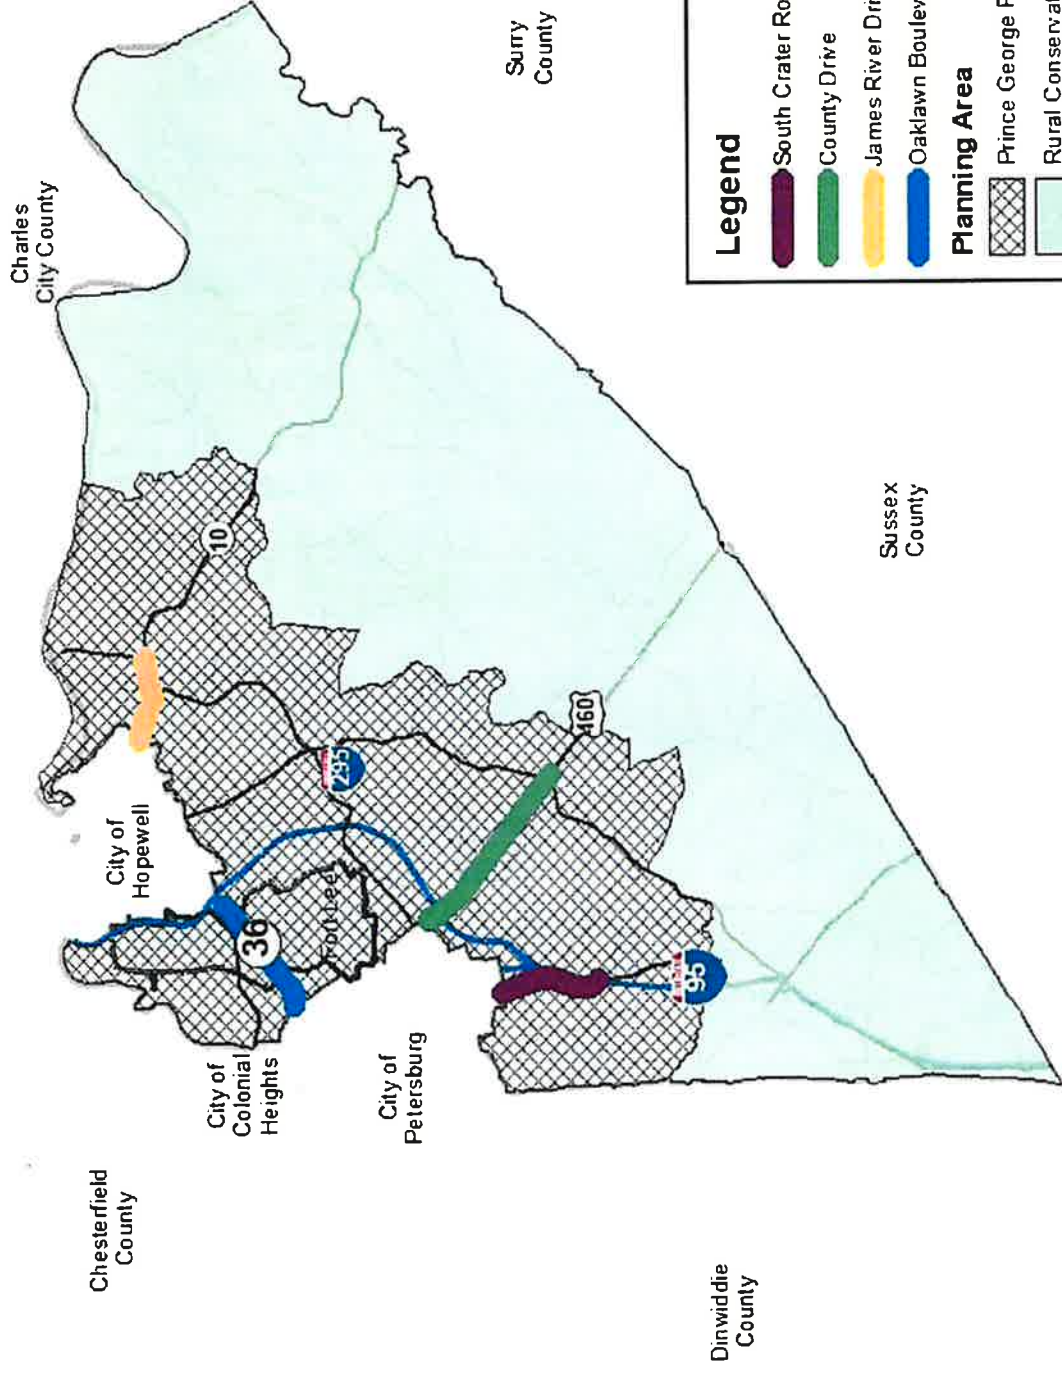 Charles
City County
Surry
County
Chesterfield
County
City of
Hopewell
City of
Colonial
Heights
City of
Petersburg
Dinwiddie
County
Sussex
County
10
295
36
Fort Lee
460
95
Legend
South Crater Ro
County Drive
James River Dri
Oaklawn Boulev
Planning Area
Prince George P
Rural Conservat